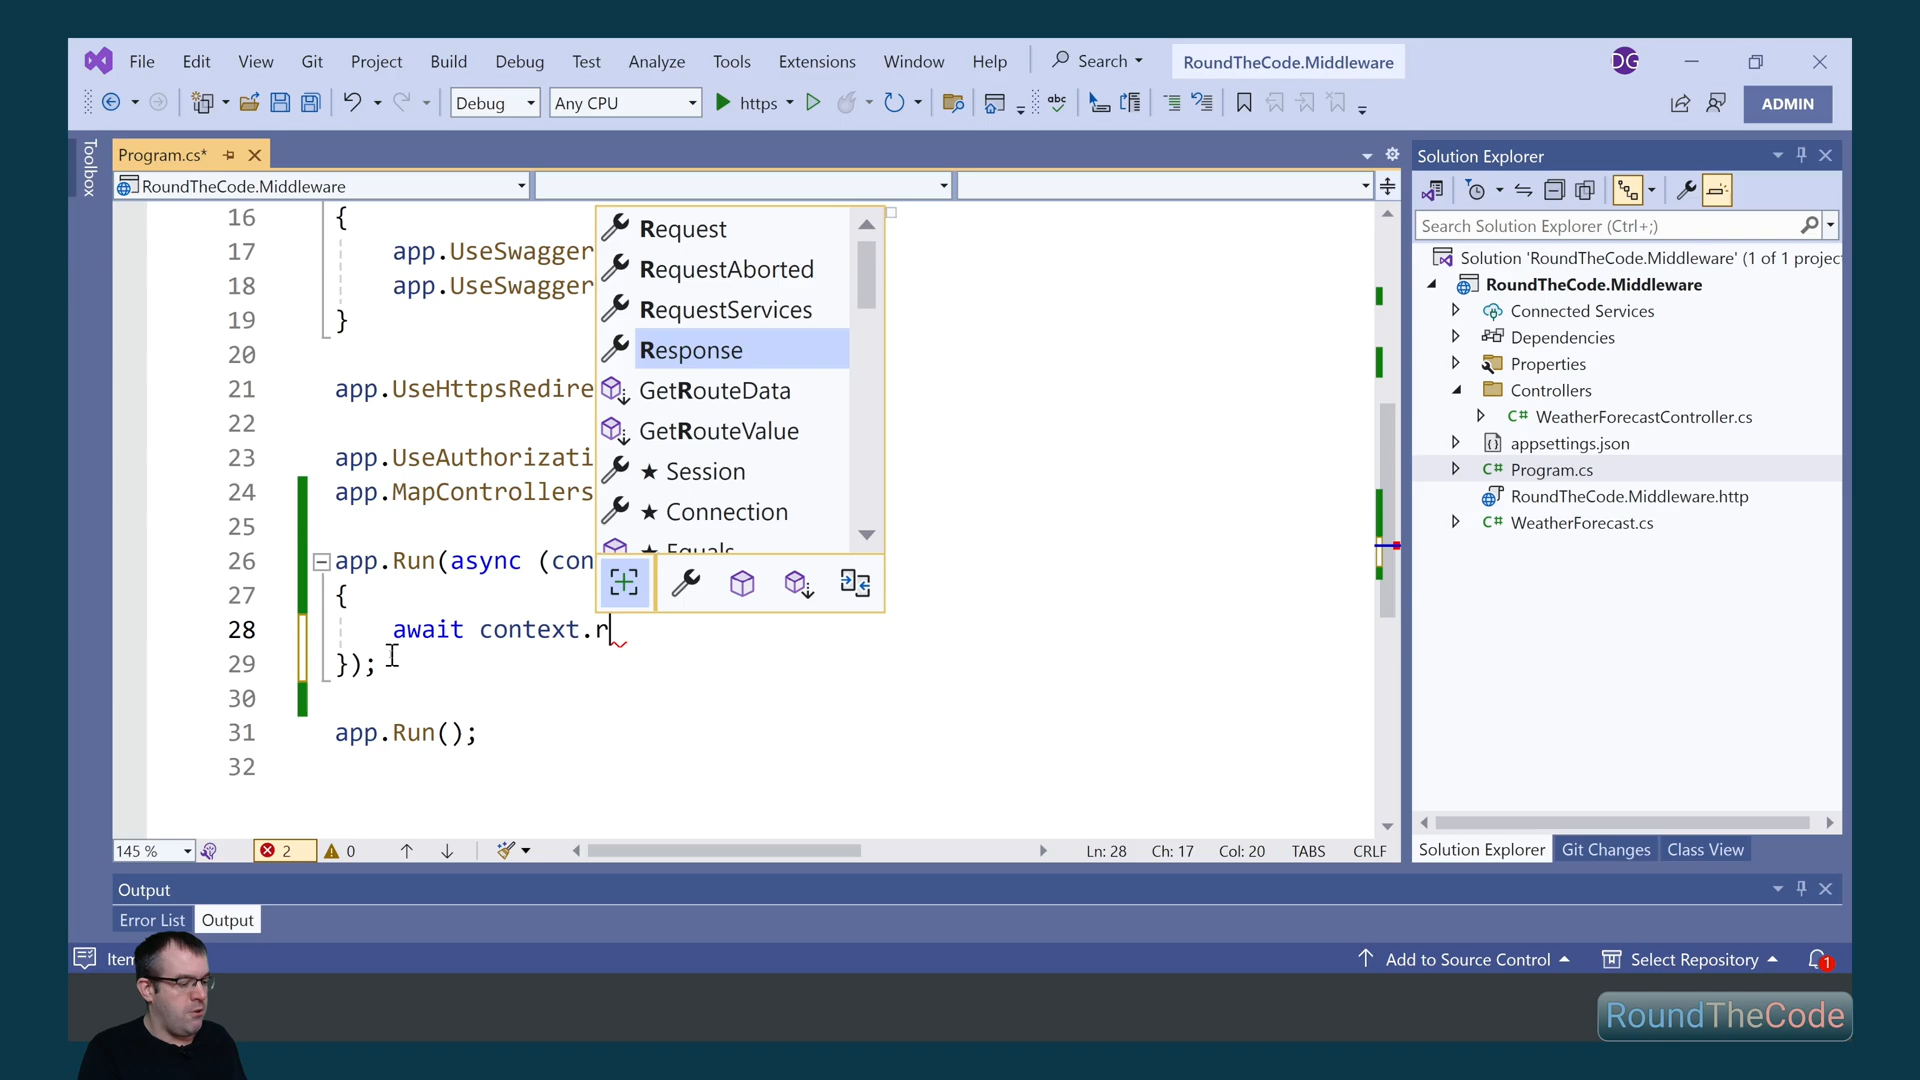 File Edit View Git Project Build Debug Test Analyze Tools Extensions Window Help Search RoundTheCode.Middleware DG
Debug Any CPU https abc ADMIN
Toolbox
Program.cs*
RoundTheCode.Middleware
16 {
17 app.UseSwagger
18 app.UseSwagger
19 }
20
21 app.UseHttpsRedire
22
23 app.UseAuthorizati
24 app.MapControllers
25
26 app.Run(async (con
27 {
28 await context.r
29 });
30
31 app.Run();
32
Request
RequestAborted
RequestServices
Response
GetRouteData
GetRouteValue
★ Session
★ Connection
★ Equals
145 % 2 0 Ln: 28 Ch: 17 Col: 20 TABS CRLF
Solution Explorer
Search Solution Explorer (Ctrl+;)
Solution 'RoundTheCode.Middleware' (1 of 1 projec
RoundTheCode.Middleware
Connected Services
Dependencies
Properties
Controllers
C# WeatherForecastController.cs
appsettings.json
C# Program.cs
RoundTheCode.Middleware.http
C# WeatherForecast.cs
Solution Explorer Git Changes Class View
Output
Error List Output
Item
Add to Source Control Select Repository 1
RoundTheCode